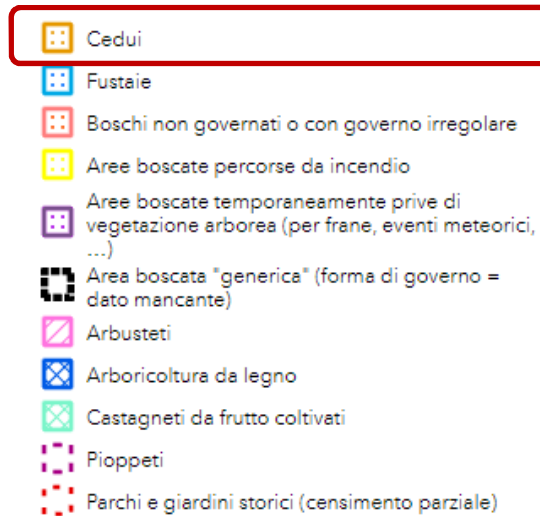 Cedui
Fustaie
Boschi non governati o con governo irregolare
Aree boscate percorse da incendio
Aree boscate temporaneamente prive di
vegetazione arborea (per frane, eventi meteorici,
...)
Area boscata "generica" (forma di governo =
dato mancante)
Arbusteti
Arboricoltura da legno
Castagneti da frutto coltivati
Pioppeti
Parchi e giardini storici (censimento parziale)